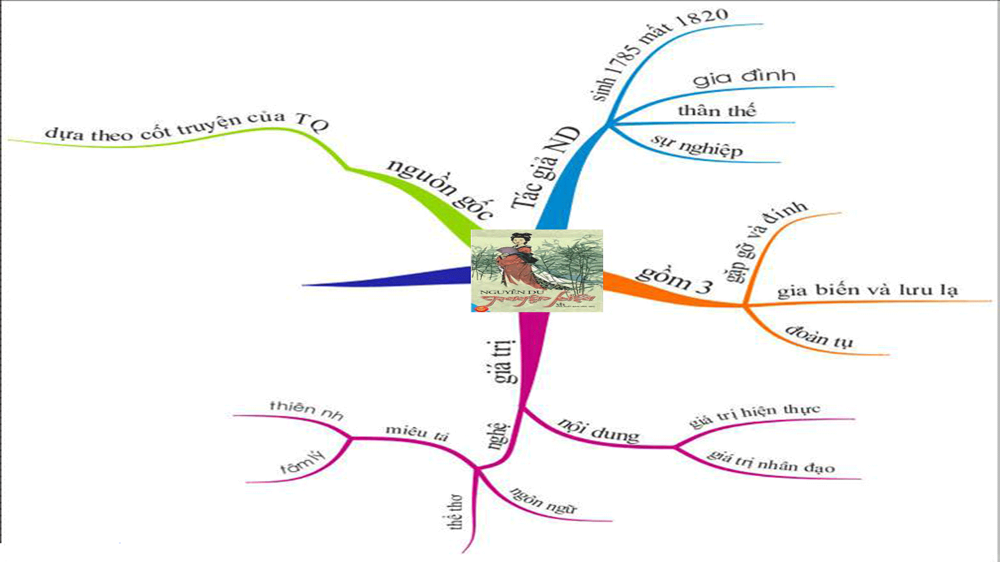 sinh 1785 mất 1820
gia đình
thân thế
sự nghiệp
Tác giả ND
dựa theo cốt truyện của TQ
nguồn gốc
gặp gỡ và đính
gồm 3
gia biến và lưu lạ
đoàn tụ
NGUYỄN DU
Truyện Kiều
giá trị
nội dung
giá trị hiện thực
giá trị nhân đạo
nghệ
miêu tả
thiên nh
tâm lý
thể thơ
ngôn ngữ